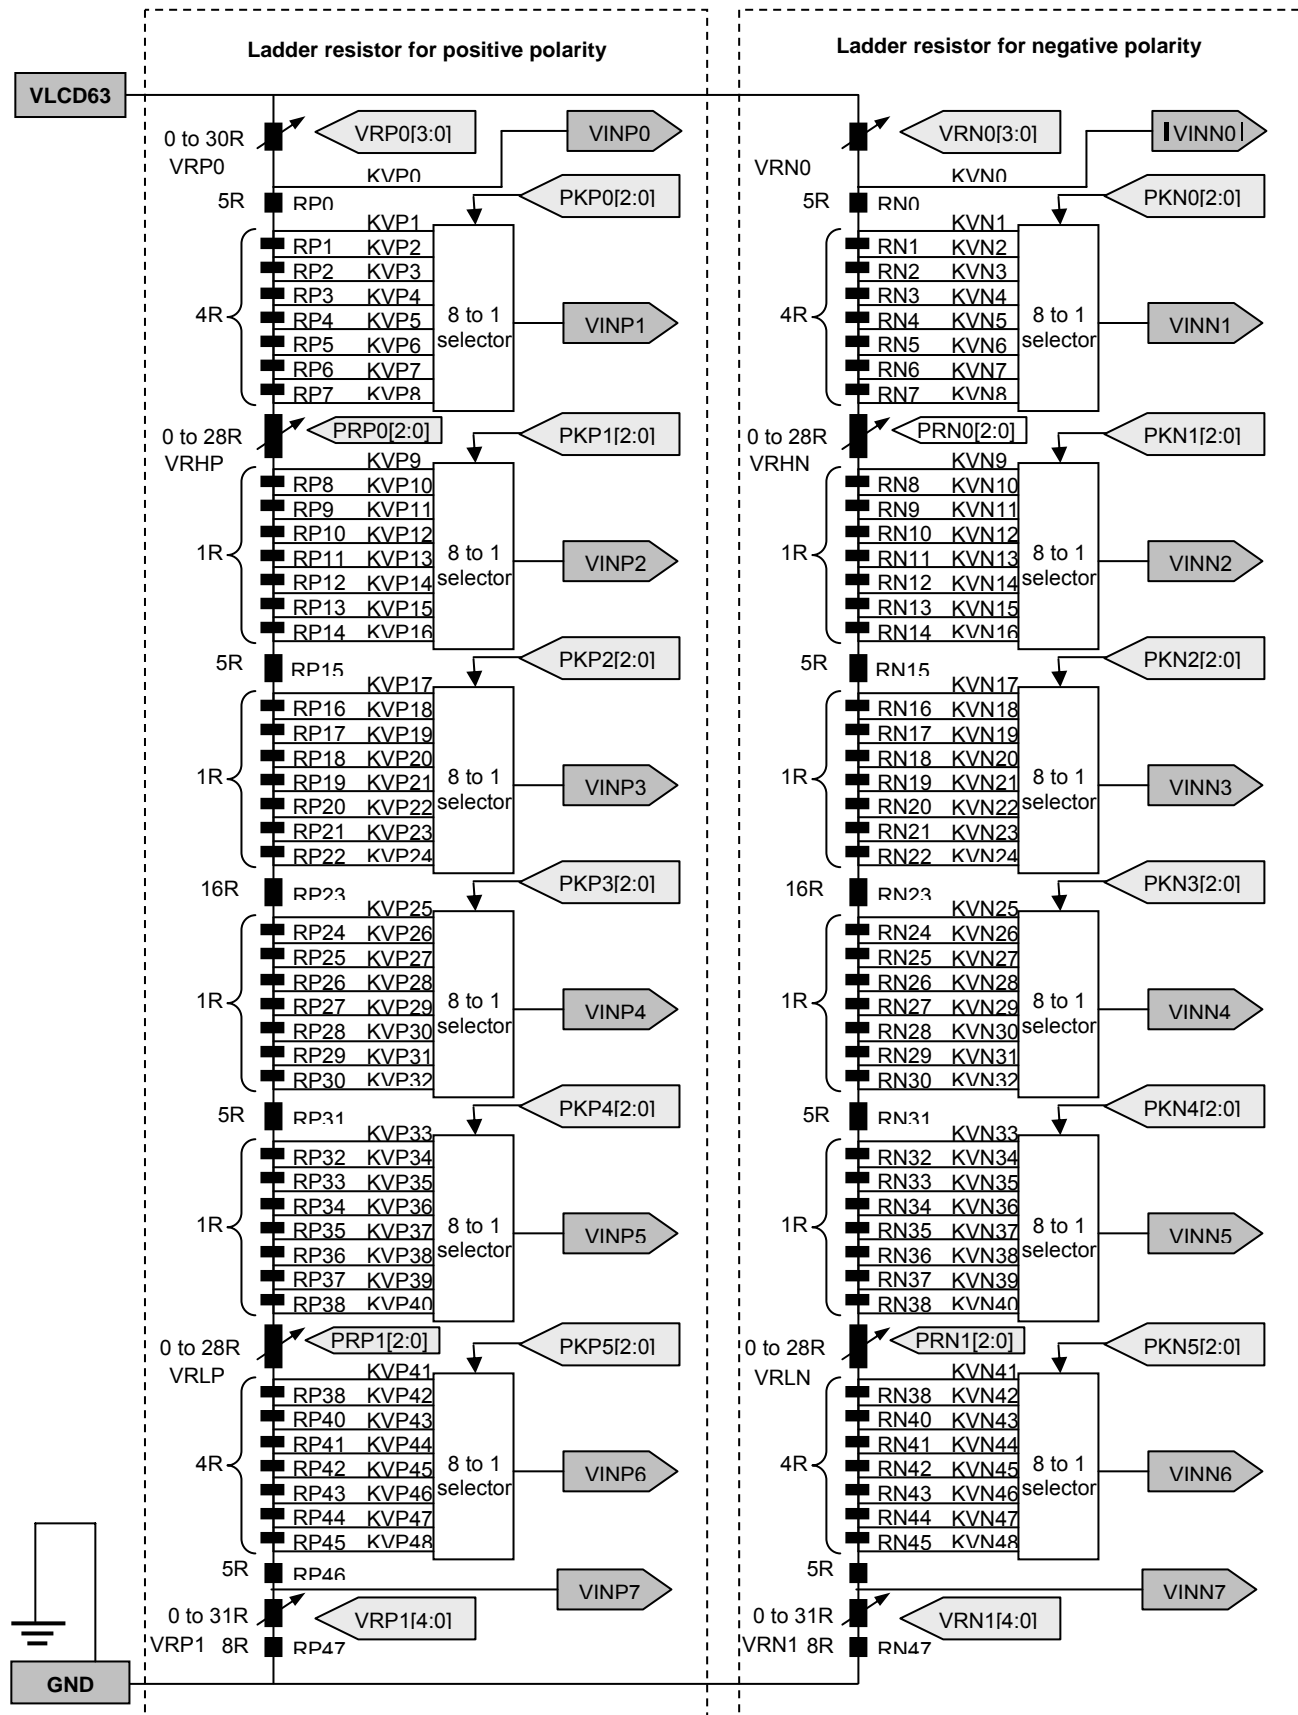 Ladder resistor for positive polarity
VLCD63
0 to 30R
VRP0
VRP0[3:0]
VINP0
KVP0
5R
RP0
PKP0[2:0]
KVP1
RP1 KVP2
RP2 KVP3
RP3 KVP4
4R
RP4 KVP5
RP5 KVP6
RP6 KVP7
RP7 KVP8
8 to 1
selector
VINP1
0 to 28R
VRHP
PRP0[2:0]
PKP1[2:0]
KVP9
RP8 KVP10
RP9 KVP11
RP10 KVP12
1R
RP11 KVP13
RP12 KVP14
RP13 KVP15
RP14 KVP16
8 to 1
selector
VINP2
5R
RP15
PKP2[2:0]
KVP17
RP16 KVP18
RP17 KVP19
RP18 KVP20
1R
RP19 KVP21
RP20 KVP22
RP21 KVP23
RP22 KVP24
8 to 1
selector
VINP3
16R
RP23
PKP3[2:0]
KVP25
RP24 KVP26
RP25 KVP27
RP26 KVP28
1R
RP27 KVP29
RP28 KVP30
RP29 KVP31
RP30 KVP32
8 to 1
selector
VINP4
5R
RP31
PKP4[2:0]
KVP33
RP32 KVP34
RP33 KVP35
RP34 KVP36
1R
RP35 KVP37
RP36 KVP38
RP37 KVP39
RP38 KVP40
8 to 1
selector
VINP5
0 to 28R
VRLP
PRP1[2:0]
PKP5[2:0]
KVP41
RP38 KVP42
RP40 KVP43
RP41 KVP44
4R
RP42 KVP45
RP43 KVP46
RP44 KVP47
RP45 KVP48
8 to 1
selector
VINP6
5R
RP46
VINP7
0 to 31R
VRP1
VRP1[4:0]
8R
RP47
GND
Ladder resistor for negative polarity
VRN0
VRN0[3:0]
VINN0
KVN0
5R
RN0
PKN0[2:0]
KVN1
RN1 KVN2
RN2 KVN3
RN3 KVN4
4R
RN4 KVN5
RN5 KVN6
RN6 KVN7
RN7 KVN8
8 to 1
selector
VINN1
0 to 28R
VRHN
PRN0[2:0]
PKN1[2:0]
KVN9
RN8 KVN10
RN9 KVN11
RN10 KVN12
1R
RN11 KVN13
RN12 KVN14
RN13 KVN15
RN14 KVN16
8 to 1
selector
VINN2
5R
RN15
PKN2[2:0]
KVN17
RN16 KVN18
RN17 KVN19
RN18 KVN20
1R
RN19 KVN21
RN20 KVN22
RN21 KVN23
RN22 KVN24
8 to 1
selector
VINN3
16R
RN23
PKN3[2:0]
KVN25
RN24 KVN26
RN25 KVN27
RN26 KVN28
1R
RN27 KVN29
RN28 KVN30
RN29 KVN31
RN30 KVN32
8 to 1
selector
VINN4
5R
RN31
PKN4[2:0]
KVN33
RN32 KVN34
RN33 KVN35
RN34 KVN36
1R
RN35 KVN37
RN36 KVN38
RN37 KVN39
RN38 KVN40
8 to 1
selector
VINN5
0 to 28R
VRLN
PRN1[2:0]
PKN5[2:0]
KVN41
RN38 KVN42
RN40 KVN43
RN41 KVN44
4R
RN42 KVN45
RN43 KVN46
RN44 KVN47
RN45 KVN48
8 to 1
selector
VINN6
5R
VINN7
0 to 31R
VRN1
VRN1[4:0]
8R
RN47